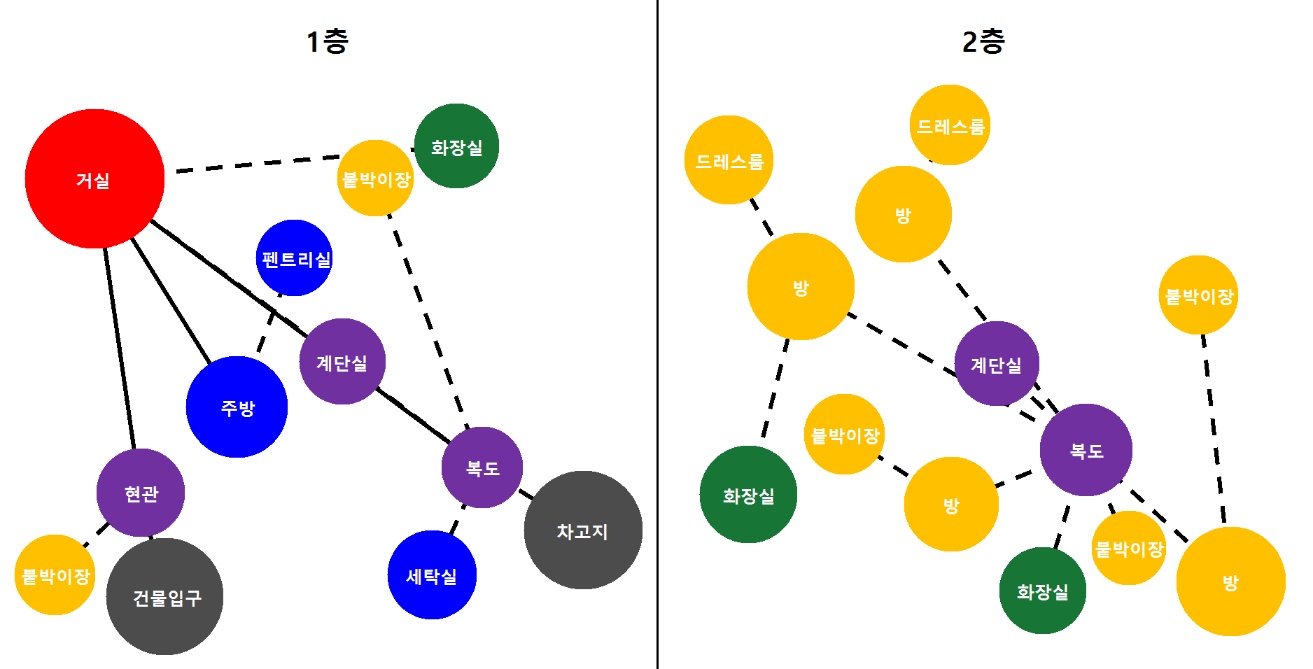 1층
거실
붙박이장
화장실
펜트리실
계단실
주방
복도
현관
차고지
세탁실
붙박이장
건물입구
2층
드레스룸
드레스룸
방
방
붙박이장
계단실
붙박이장
복도
화장실
방
붙박이장
화장실
방